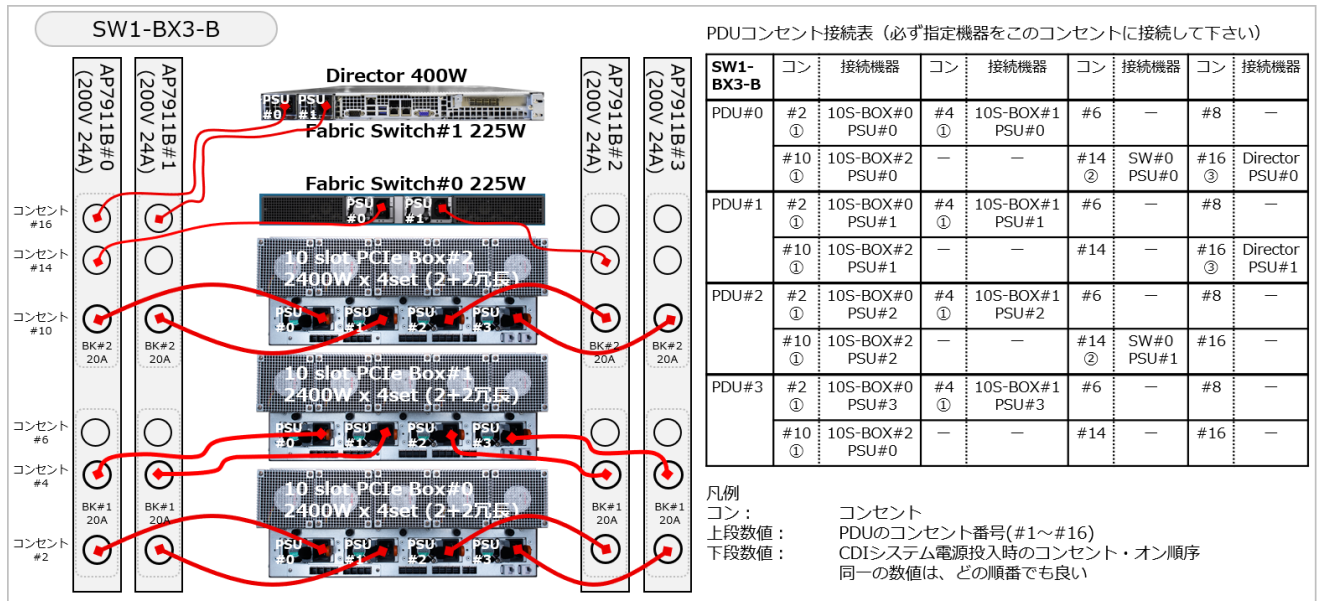 SW1-BX3-B
AP7911B#0
(200V 24A)
AP7911B#1
(200V 24A)
Director 400W
PSU
#0
PSU
#1
Fabric Switch#1 225W
Fabric Switch#0 225W
PSU
#0
PSU
#1
AP7911B#2
(200V 24A)
AP7911B#3
(200V 24A)
コンセント
#16
コンセント
#14
10 slot PCIe Box#2
2400W x 4set (2+2冗長)
コンセント
#10
PSU
#0
PSU
#1
PSU
#2
PSU
#3
BK#2
20A
BK#2
20A
BK#2
20A
BK#2
20A
10 slot PCIe Box#1
2400W x 4set (2+2冗長)
コンセント
#6
PSU
#0
PSU
#1
PSU
#2
PSU
#3
コンセント
#4
10 slot PCIe Box#0
2400W x 4set (2+2冗長)
BK#1
20A
BK#1
20A
BK#1
20A
BK#1
20A
コンセント
#2
PSU
#0
PSU
#1
PSU
#2
PSU
#3
PDUコンセント接続表（必ず指定機器をこのコンセントに接続して下さい）
SW1-BX3-B コン 接続機器 コン 接続機器 コン 接続機器 コン 接続機器
PDU#0 #2 10S-BOX#0 #4 10S-BOX#1 #6 － #8 －
① PSU#0 ① PSU#0
#10 10S-BOX#2 － － #14 SW#0 #16 Director
① PSU#0 ② PSU#0 ③ PSU#0
PDU#1 #2 10S-BOX#0 #4 10S-BOX#1 #6 － #8 －
① PSU#1 ① PSU#1
#10 10S-BOX#2 － － #14 #16 Director
① PSU#1 ③ PSU#1
PDU#2 #2 10S-BOX#0 #4 10S-BOX#1 #6 － #8 －
① PSU#2 ① PSU#2
#10 10S-BOX#2 － － #14 SW#0 #16 －
① PSU#2 ② PSU#1
PDU#3 #2 10S-BOX#0 #4 10S-BOX#1 #6 － #8 －
① PSU#3 ① PSU#3
#10 10S-BOX#2 － － #14 #16 －
① PSU#0
凡例
コン： コンセント
上段数値： PDUのコンセント番号(#1～#16)
下段数値： CDIシステム電源投入時のコンセント・オン順序
同一の数値は、どの順番でも良い